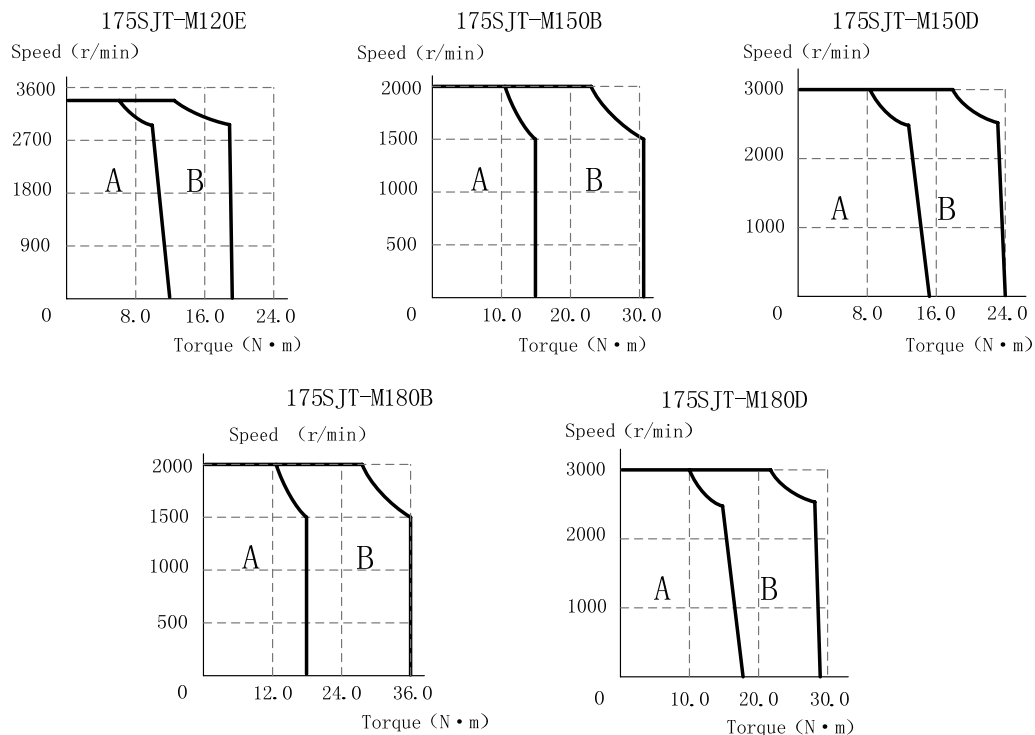 175SJT-M120E
Speed（r/min）
3600
2700
1800
900
0
8.0 16.0 24.0
Torque（N·m）
A B
175SJT-M150B
Speed（r/min）
2000
1500
1000
500
0
10.0 20.0 30.0
Torque（N·m）
A B
175SJT-M150D
Speed（r/min）
3000
2000
1000
0
8.0 16.0 24.0
Torque（N·m）
A B
175SJT-M180B
Speed （r/min）
2000
1500
1000
500
0
12.0 24.0 36.0
Torque（N·m）
A B
175SJT-M180D
Speed（r/min）
3000
2000
1000
0
10.0 20.0 30.0
Torque（N·m）
A B